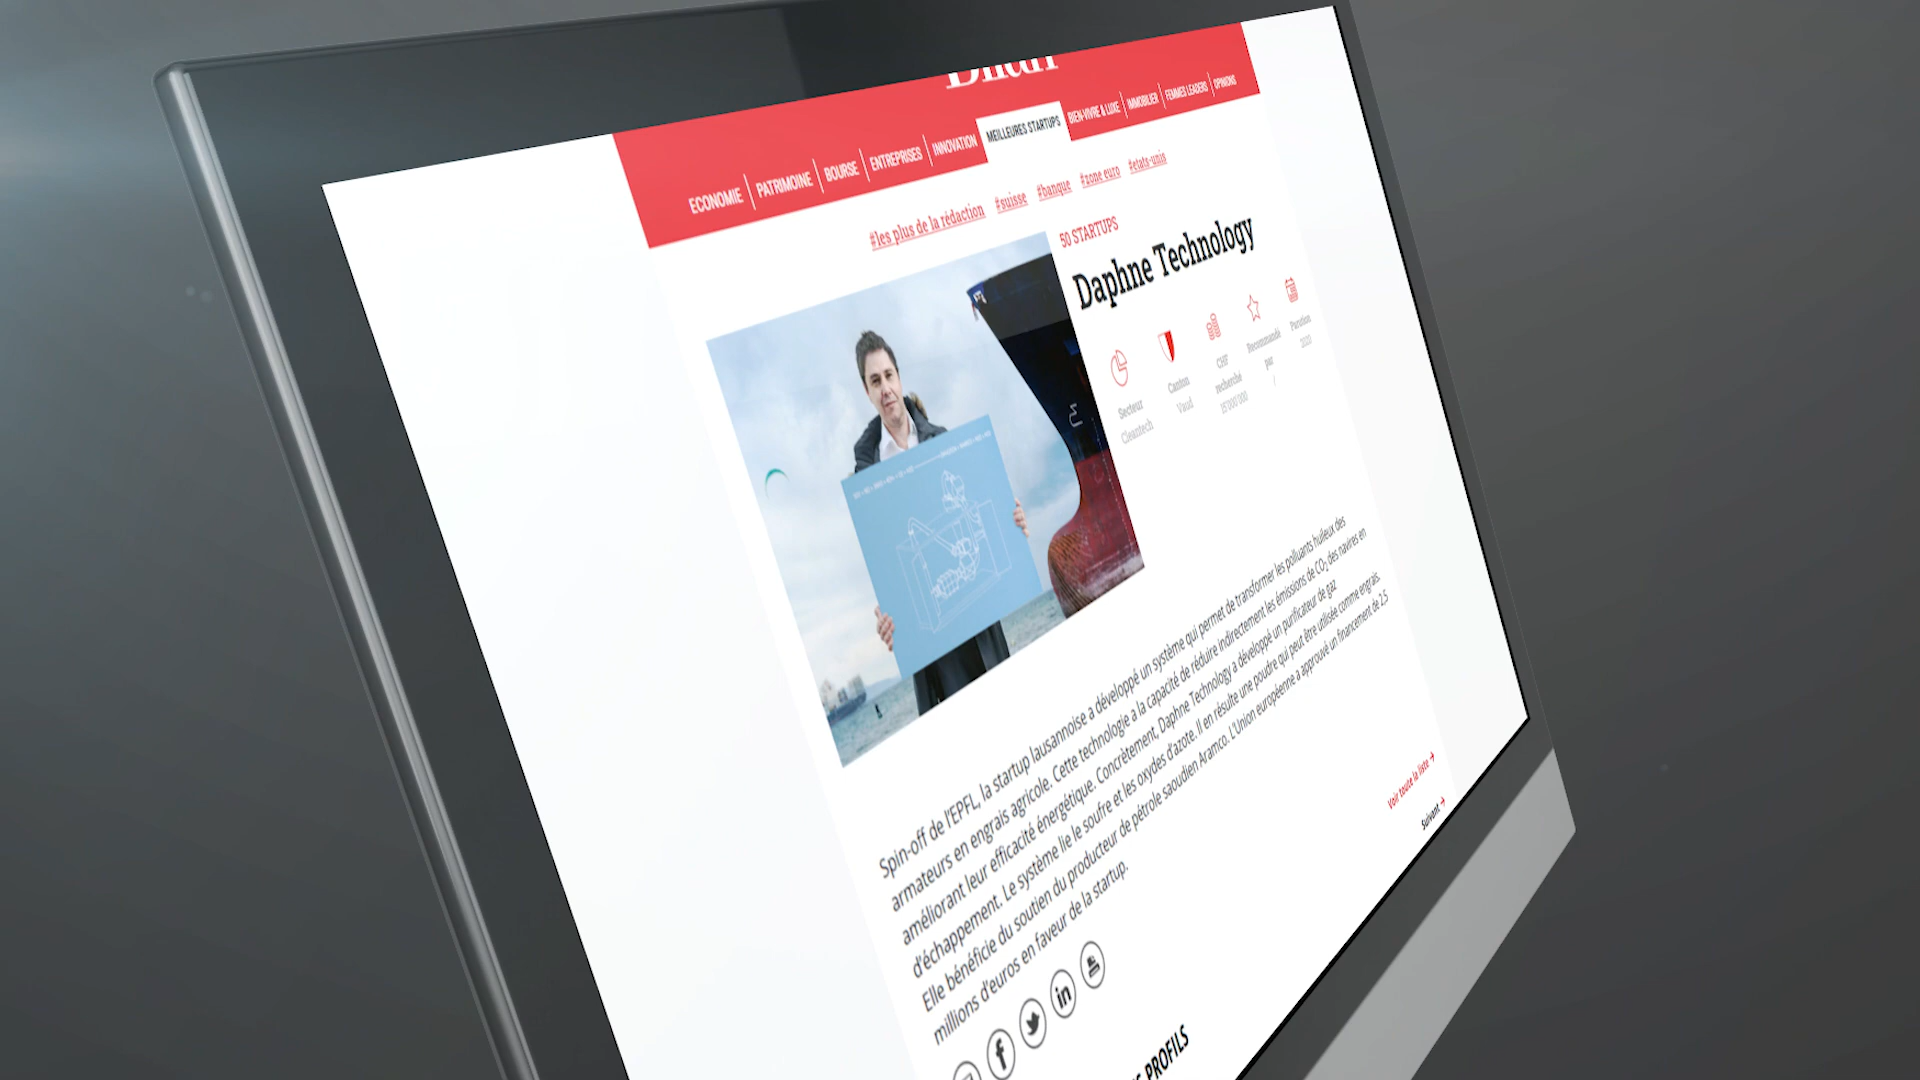 Bilan
ECONOMIE
PATRIMOINE
BOURSE
ENTREPRISES
INNOVATION
MEILLEURES STARTUPS
BIEN-VIVRE & LUXE
IMMOBILIER
FEMMES LEADERS
OPINIONS
#les plus de la rédaction #suisse #banque #zone euro #etats-unis
50 STARTUPS
Daphne Technology
Secteur
Cleantech
Canton
Vaud
CHF
recherché
15'000'000
Recommandé
par
/
Parution
2020
Spin-off de l'EPFL, la startup lausannoise a développé un système qui permet de transformer les polluants huileux des
armateurs en engrais agricole. Cette technologie a la capacité de réduire indirectement les émissions de CO₂ des navires en
améliorant leur efficacité énergétique. Concrètement, Daphne Technology a développé un purificateur de gaz
d'échappement. Le système lie le soufre et les oxydes d'azote. Il en résulte une poudre qui peut être utilisée comme engrais.
Elle bénéficie du soutien du producteur de pétrole saoudien Aramco. L'Union européenne a approuvé un financement de 2.5
millions d'euros en faveur de la startup.
Voir toute la liste →
Suivant →
PROFILS